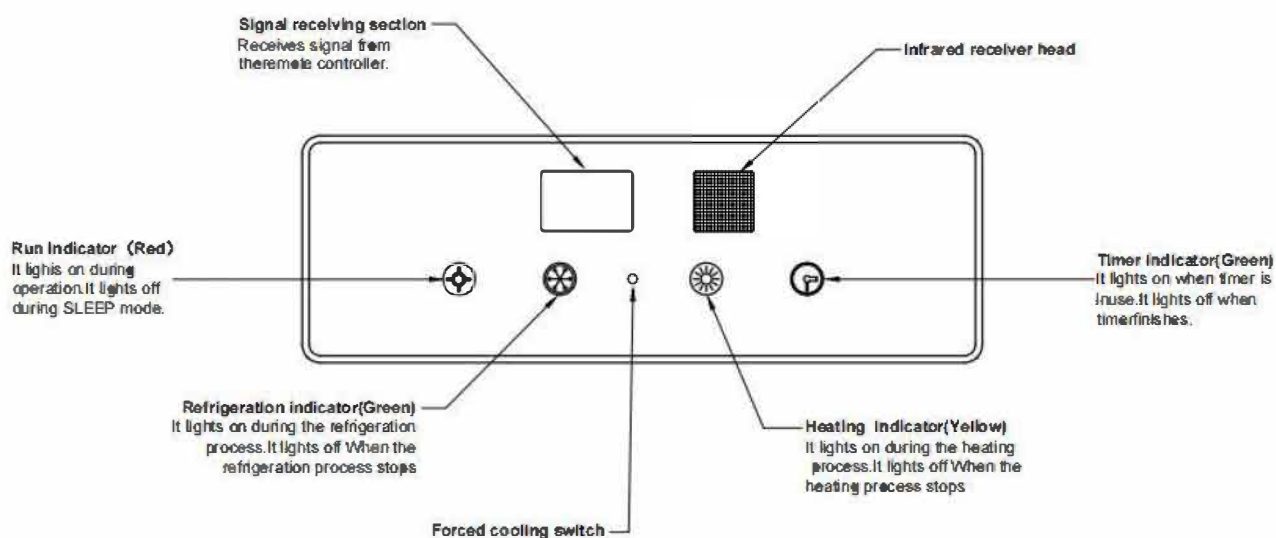 Signal receiving section
Receives signal from
theremote controller.
Infrared receiver head
Run Indicator (Red)
It lighis on during
operation.It lights off
during SLEEP mode.
Timer indicator(Green)
It lights on when timer is
inuse.It lights off when
timerfinishes.
Refrigeration indicator(Green)
It lights on during the refrigeration
process.It lights off When the
refrigeration process stops
Heating Indicator(Yellow)
It lights on during the heating
process.It lights off When the
heating process stops
Forced cooling switch